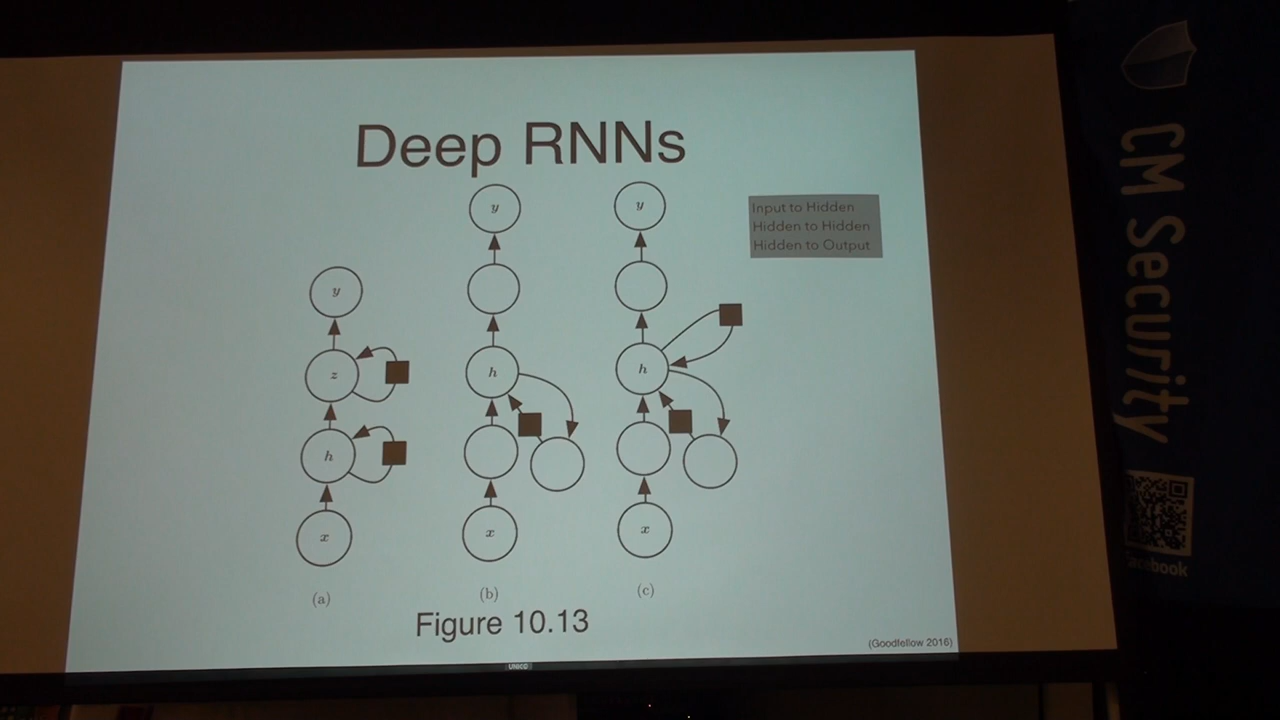 Deep RNNs
y
z
h
x
(a)
y
h
x
(b)
y
h
x
(c)
Input to Hidden
Hidden to Hidden
Hidden to Output
Figure 10.13
(Goodfellow 2016)
CM Security
Facebook